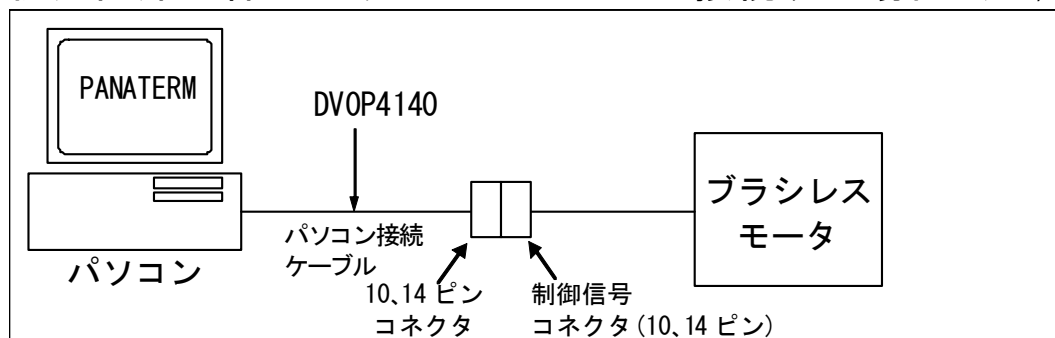 PANATERM
DV0P4140
パソコン
パソコン接続
ケーブル
10、14 ピン
コネクタ
制御信号
コネクタ(10、14 ピン)
ブラシレス
モータ